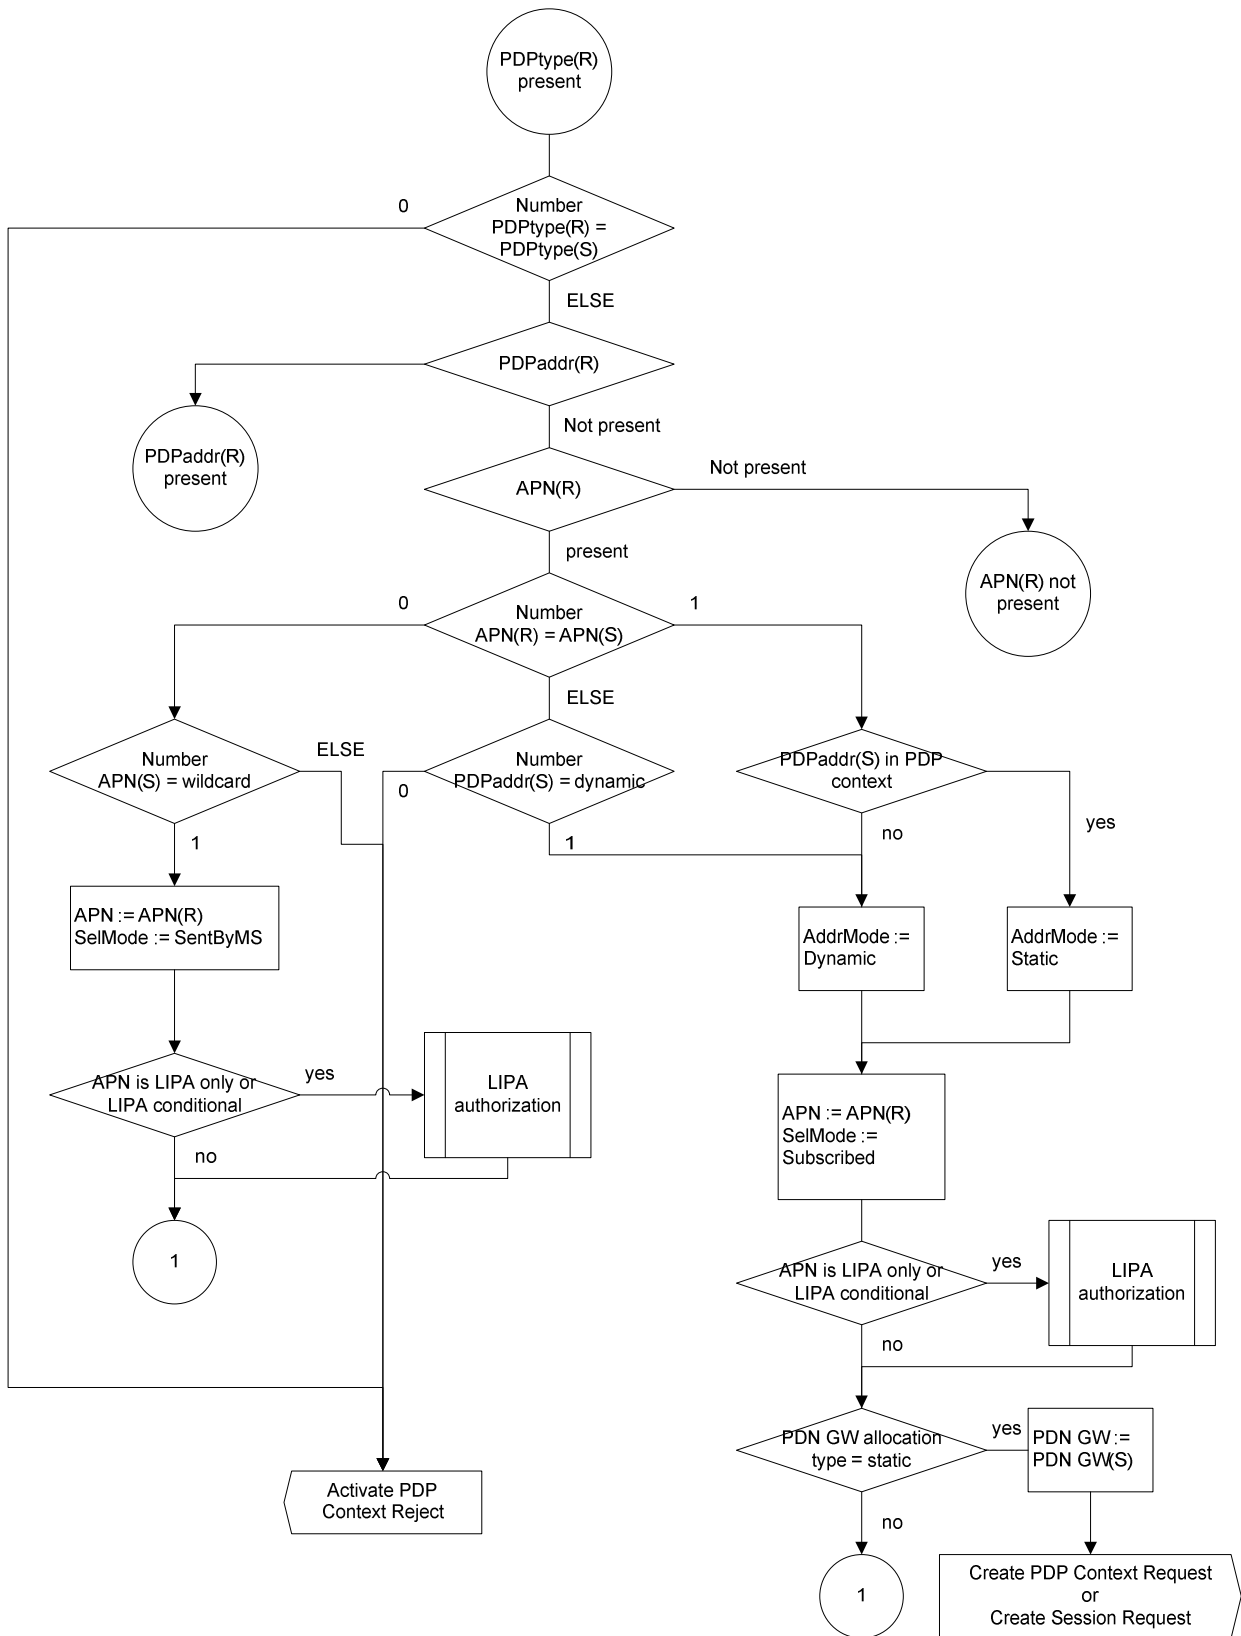 PDPtype(R)
present
0
Number
PDPtype(R) =
PDPtype(S)
ELSE
PDPaddr(R)
Not present
PDPaddr(R)
present
APN(R)
Not present
present
APN(R) not
present
0
Number
APN(R) = APN(S)
1
ELSE
Number
APN(S) = wildcard
ELSE
Number
PDPaddr(S) = dynamic
0
PDPaddr(S) in PDP
context
1
1
no
yes
APN := APN(R)
SelMode := SentByMS
AddrMode :=
Dynamic
AddrMode :=
Static
APN is LIPA only or
LIPA conditional
yes
LIPA
authorization
no
APN := APN(R)
SelMode :=
Subscribed
1
APN is LIPA only or
LIPA conditional
yes
LIPA
authorization
no
PDN GW allocation
type = static
yes
PDN GW :=
PDN GW(S)
Activate PDP
Context Reject
no
1
Create PDP Context Request
or
Create Session Request